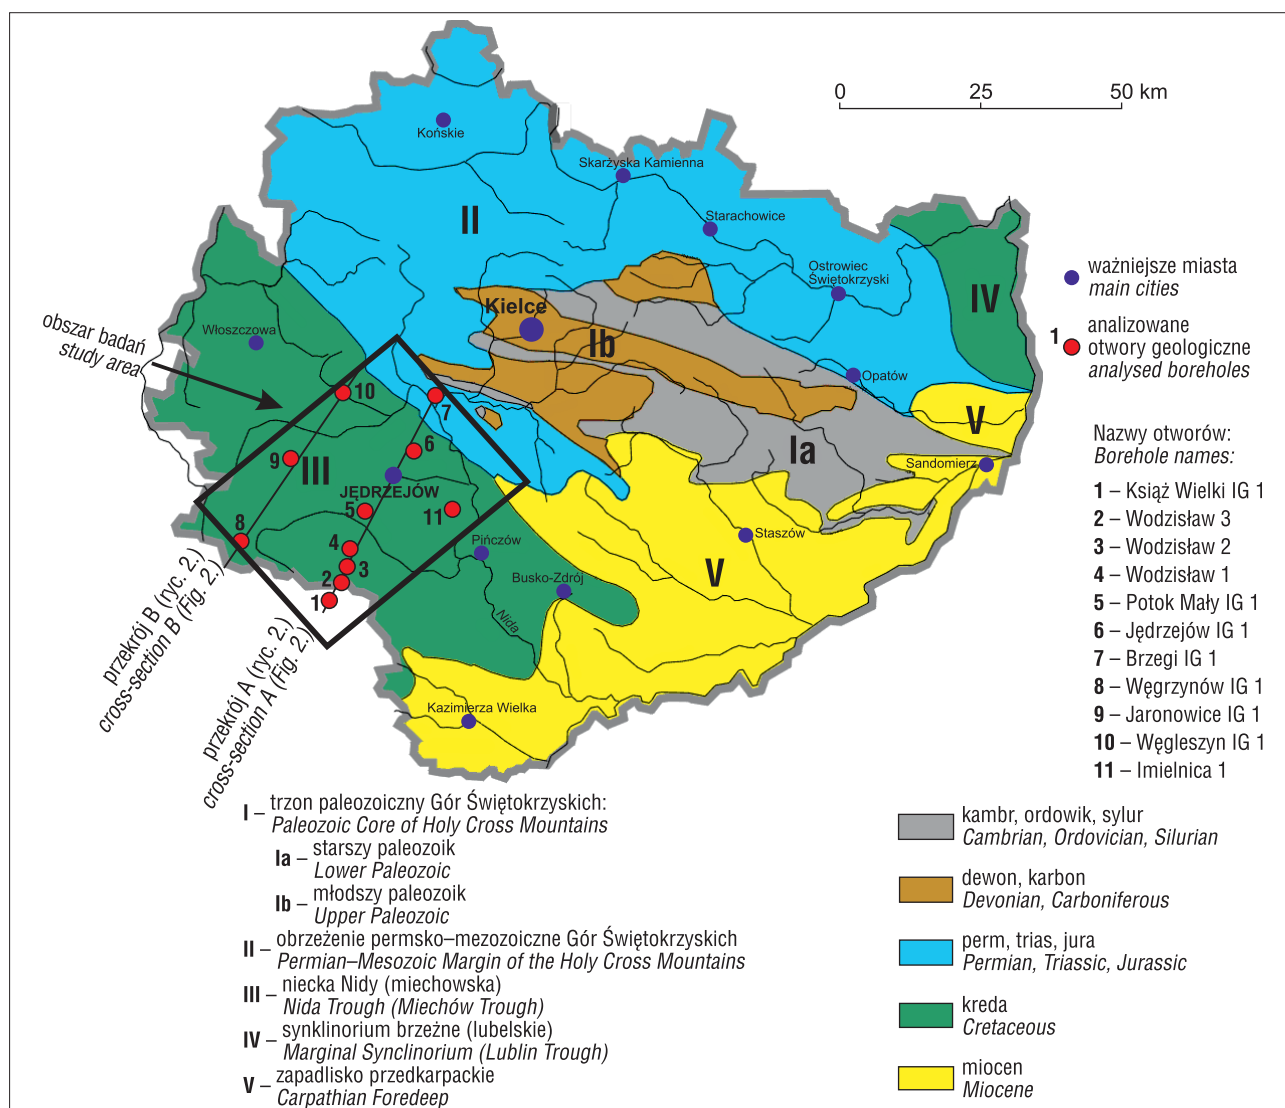 0 25 50 km
Końskie
Skarżyska Kamienna
II
Starachowice
Ostrowiec
Świętokrzyski
IV
Kielce
Ib
Opatów
V
Ia
Sandomierz
Włoszczowa
obszar badań
study area
10
7
6
9
III
JĘDRZEJÓW
5
11
8
4
3
2
1
Pińczów
Staszów
V
Busko-Zdrój
Nida
Kazimierza Wielka
przekrój B (ryc. 2.)
cross-section B (Fig. 2.)
przekrój A (ryc. 2.)
cross-section A (Fig. 2.)
ważniejsze miasta
main cities
1 analizowane
otwory geologiczne
analysed boreholes
Nazwy otworów:
Borehole names:
1 – Książ Wielki IG 1
2 – Wodzisław 3
3 – Wodzisław 2
4 – Wodzisław 1
5 – Potok Mały IG 1
6 – Jędrzejów IG 1
7 – Brzegi IG 1
8 – Węgrzynów IG 1
9 – Jaronowice IG 1
10 – Węgleszyn IG 1
11 – Imielnica 1
I – trzon paleozoiczny Gór Świętokrzyskich:
Paleozoic Core of Holy Cross Mountains
Ia – starszy paleozoik
Lower Paleozoic
Ib – młodszy paleozoik
Upper Paleozoic
II – obrzeżenie permsko–mezozoiczne Gór Świętokrzyskich
Permian–Mesozoic Margin of the Holy Cross Mountains
III – niecka Nidy (miechowska)
Nida Trough (Miechów Trough)
IV – synklinorium brzeżne (lubelskie)
Marginal Synclinorium (Lublin Trough)
V – zapadlisko przedkarpackie
Carpathian Foredeep
kambr, ordowik, sylur
Cambrian, Ordovician, Silurian
dewon, karbon
Devonian, Carboniferous
perm, trias, jura
Permian, Triassic, Jurassic
kreda
Cretaceous
miocen
Miocene